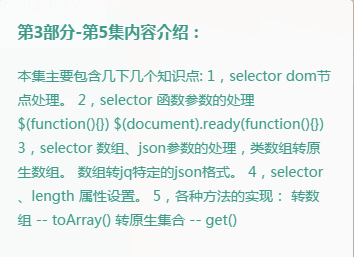 第3部分-第5集内容介绍：
本集主要包含几下几个知识点: 1，selector dom节
点处理。 2，selector 函数参数的处理
$(function(){}) $(document).ready(function(){})
3，selector 数组、json参数的处理，类数组转原
生数组。 数组转jq特定的json格式。 4，selector
、length 属性设置。 5，各种方法的实现： 转数
组 -- toArray() 转原生集合 -- get()